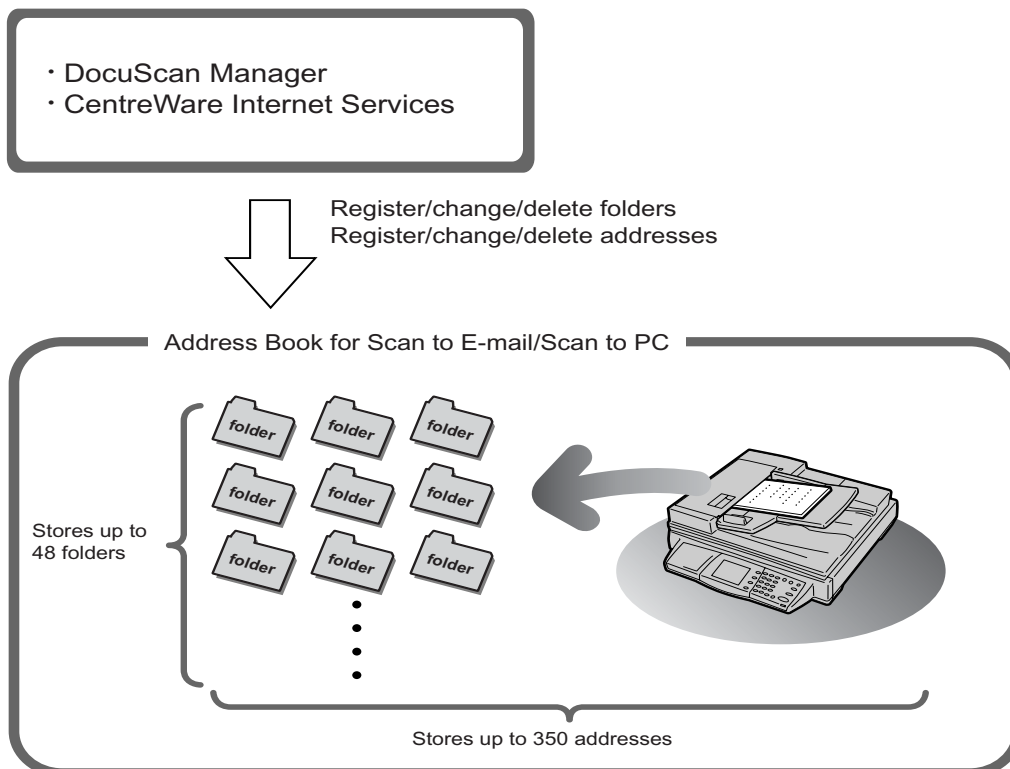 · DocuScan Manager
· CentreWare Internet Services
Register/change/delete folders
Register/change/delete addresses
Address Book for Scan to E-mail/Scan to PC
folder folder folder
folder folder folder
folder folder folder
Stores up to
48 folders
Stores up to 350 addresses